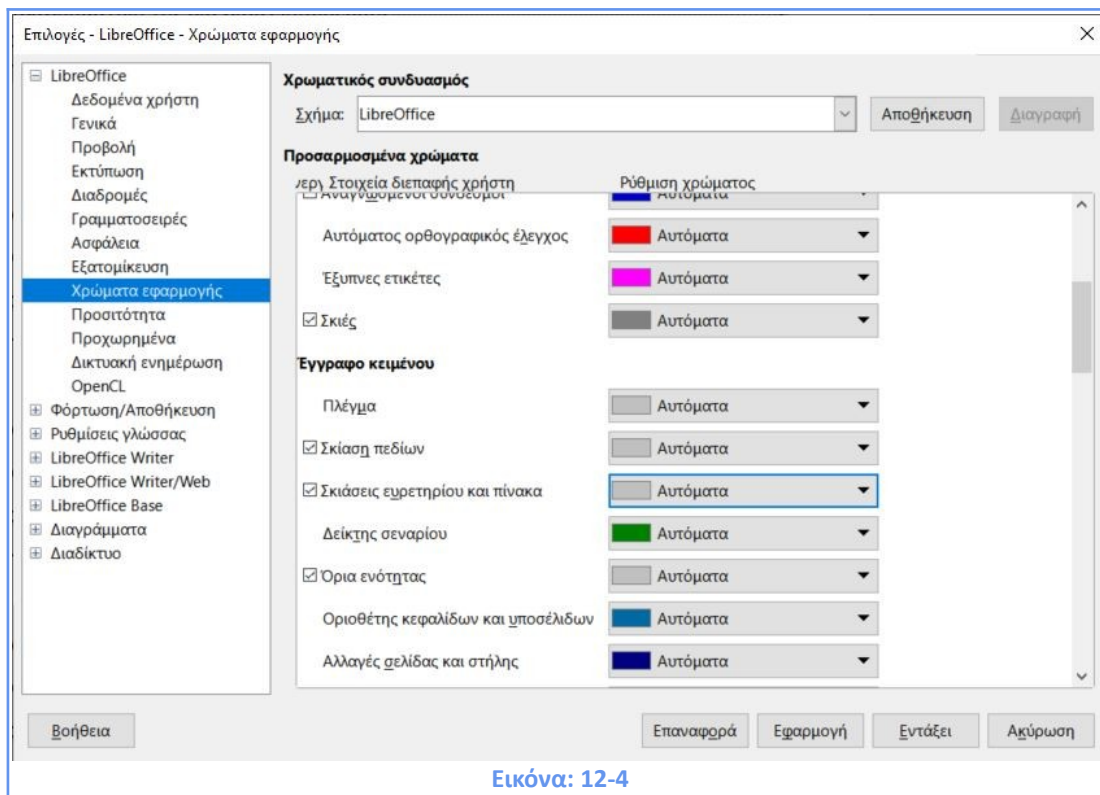 Επιλογές - LibreOffice - Χρώματα εφαρμογής
LibreOffice
Δεδομένα χρήστη
Γενικά
Προβολή
Εκτύπωση
Διαδρομές
Γραμματοσειρές
Ασφάλεια
Εξατομίκευση
Χρώματα εφαρμογής
Προσιτότητα
Προχωρημένα
Δικτυακή ενημέρωση
OpenCL
Φόρτωση/Αποθήκευση
Ρυθμίσεις γλώσσας
LibreOffice Writer
LibreOffice Writer/Web
LibreOffice Base
Διαγράμματα
Διαδίκτυο
Χρωματικός συνδυασμός
Σχήμα: LibreOffice Αποθήκευση Διαγραφή
Προσαρμοσμένα χρώματα
νερν Στοιχεία διεπαφής χρήστη Ρύθμιση χρώματος
Αναγνωσμένοι σύνδεσμοι Αυτόματα
Αυτόματος ορθογραφικός έλεγχος Αυτόματα
Έξυπνες ετικέτες Αυτόματα
Σκιές Αυτόματα
Έγγραφο κειμένου
Πλέγμα Αυτόματα
Σκίαση πεδίων Αυτόματα
Σκιάσεις ευρετηρίου και πίνακα Αυτόματα
Δείκτης σεναρίου Αυτόματα
Όρια ενότητας Αυτόματα
Οριοθέτης κεφαλίδων και υποσέλιδων Αυτόματα
Αλλαγές σελίδας και στήλης Αυτόματα
Βοήθεια Επαναφορά Εφαρμογή Εντάξει Ακύρωση
Εικόνα: 12-4